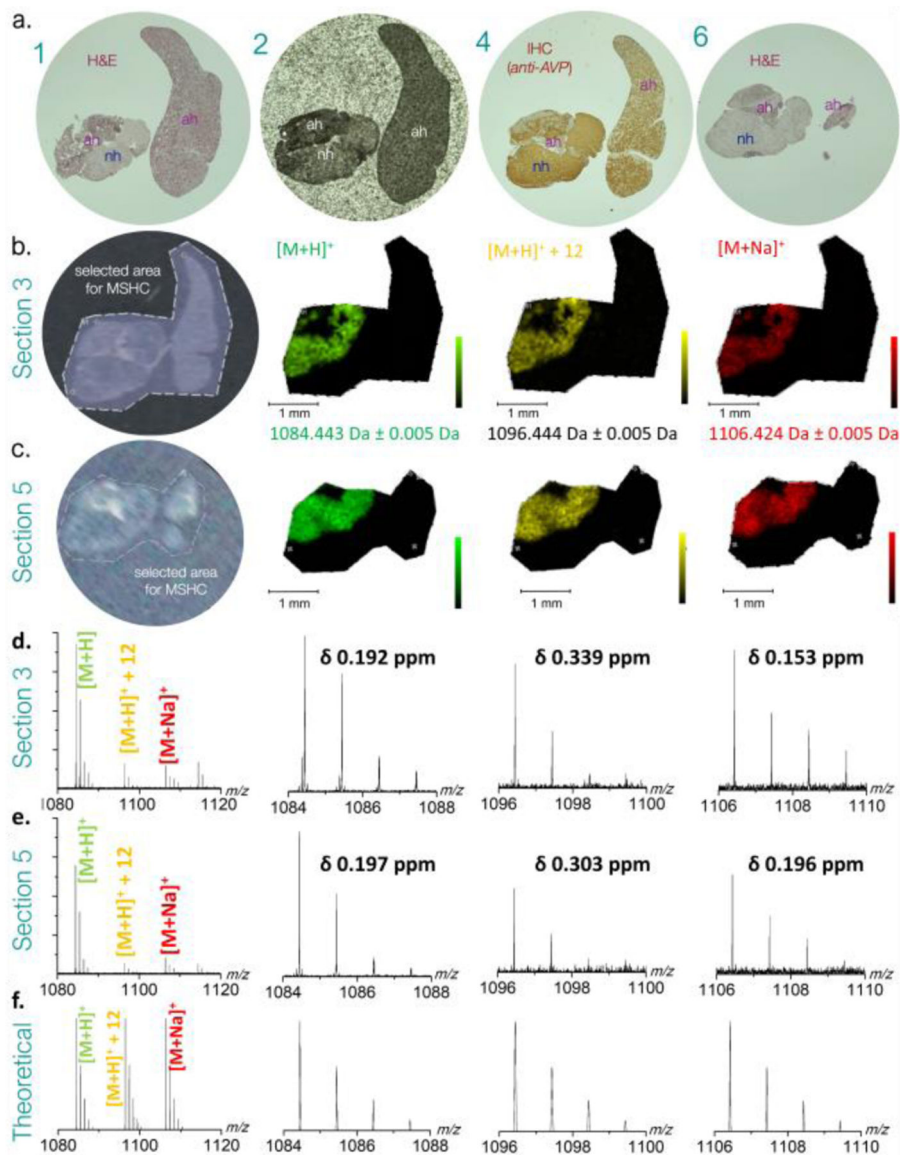 a.
1
H&E
ah
ah
nh
2
ah
ah
nh
4
IHC
(anti-AVP)
ah
ah
nh
6
H&E
ah
ah
nh
b.
Section 3
selected area
for MSHC
[M+H]⁺
[M+H]⁺ + 12
[M+Na]⁺
1 mm
1 mm
1 mm
1084.443 Da ± 0.005 Da
1096.444 Da ± 0.005 Da
1106.424 Da ± 0.005 Da
c.
Section 5
selected area
for MSHC
1 mm
1 mm
1 mm
d.
Section 3
[M+H]
[M+H]⁺ + 12
[M+Na]⁺
1080 1100 1120 m/z
δ 0.192 ppm
1084 1086 1088 m/z
δ 0.339 ppm
1096 1098 1100 m/z
δ 0.153 ppm
1106 1108 1110 m/z
e.
Section 5
[M+H]⁺
[M+H]⁺ + 12
[M+Na]⁺
1080 1100 1120 m/z
δ 0.197 ppm
1084 1086 1088 m/z
δ 0.303 ppm
1096 1098 1100 m/z
δ 0.196 ppm
1106 1108 1110 m/z
f.
Theoretical
[M+H]⁺
[M+H]⁺ + 12
[M+Na]⁺
1080 1100 1120 m/z
1084 1086 1088 m/z
1096 1098 1100 m/z
1106 1108 1110 m/z